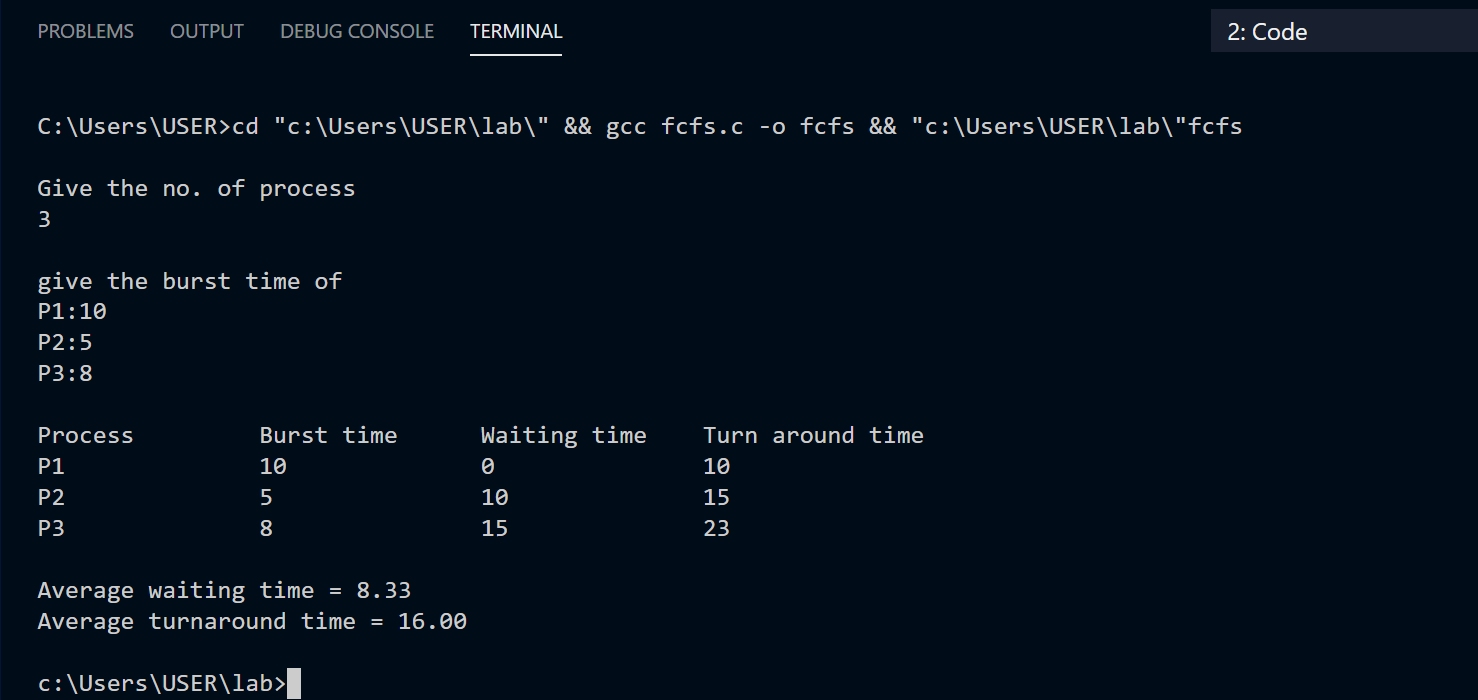 PROBLEMS OUTPUT DEBUG CONSOLE TERMINAL 2: Code
C:\Users\USER>cd "c:\Users\USER\lab\" && gcc fcfs.c -o fcfs && "c:\Users\USER\lab\"fcfs
Give the no. of process
3
give the burst time of
P1:10
P2:5
P3:8
Process Burst time Waiting time Turn around time
P1 10 0 10
P2 5 10 15
P3 8 15 23
Average waiting time = 8.33
Average turnaround time = 16.00
c:\Users\USER\lab>